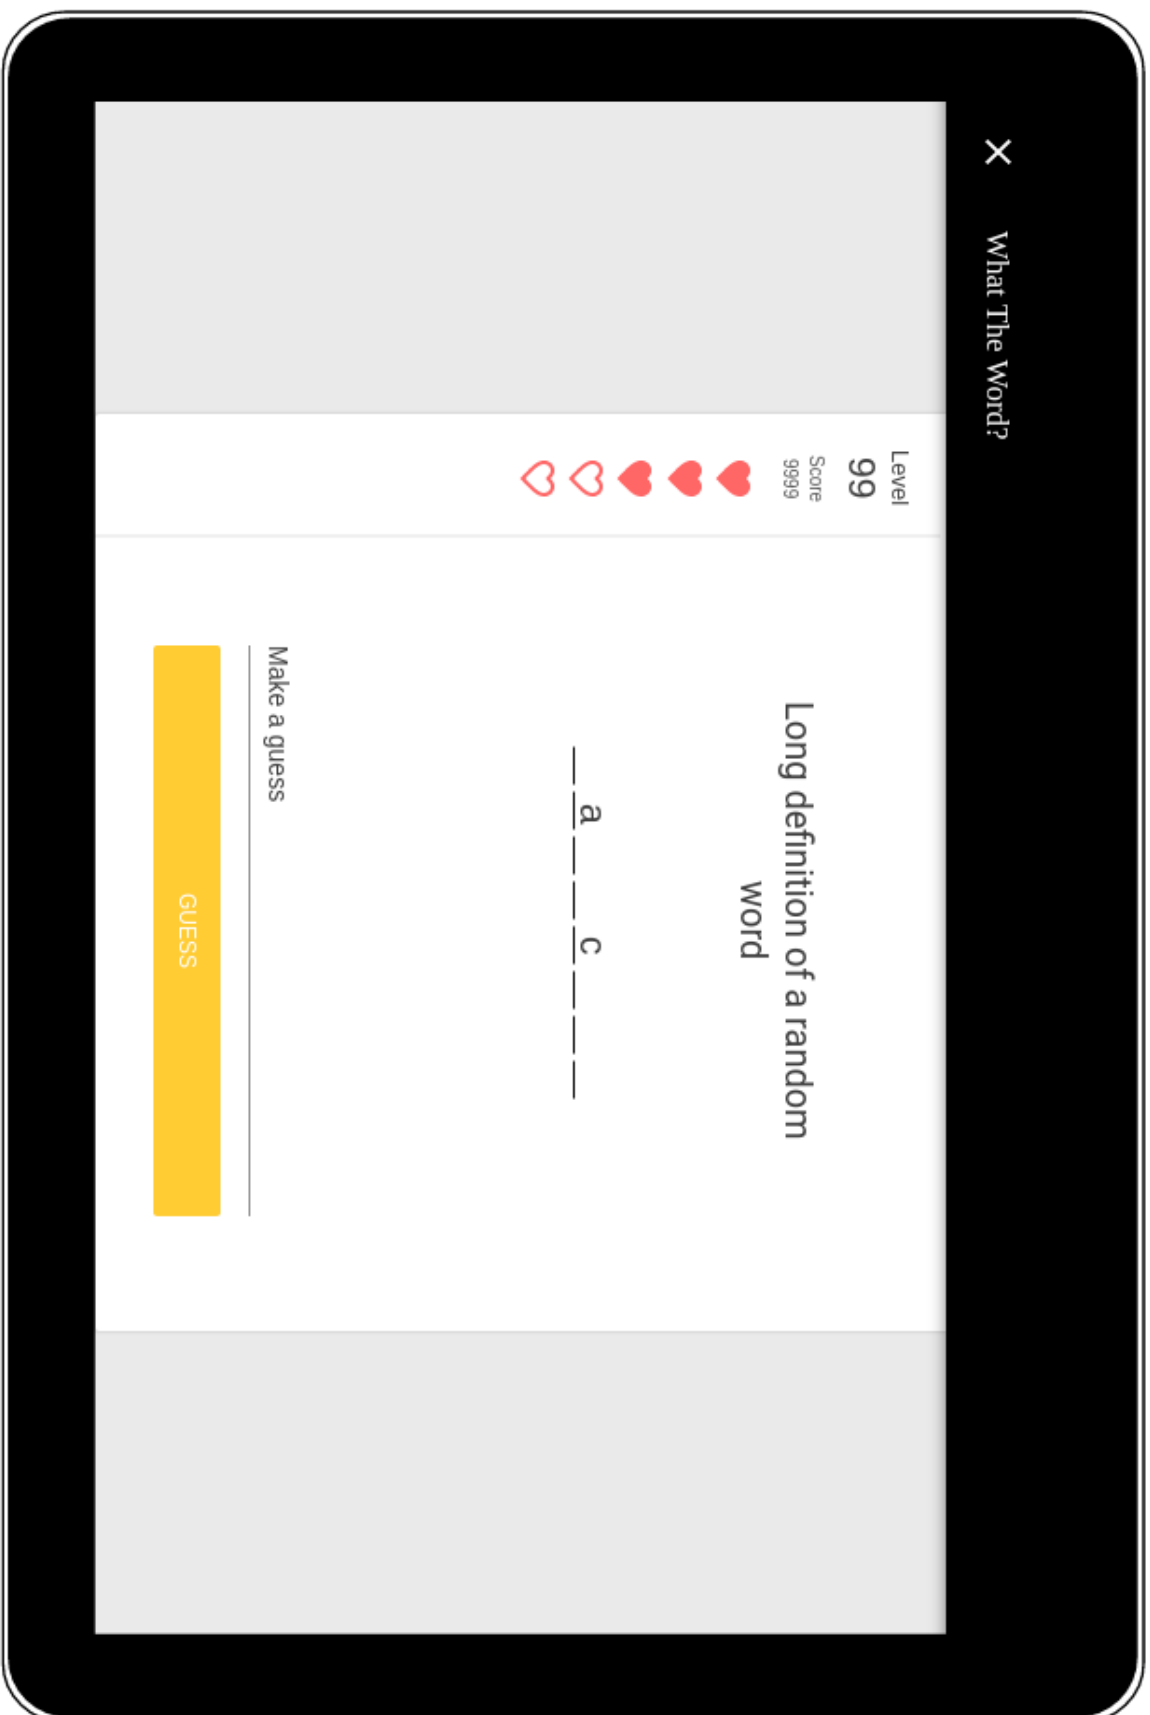 What The Word?
Level
99
Score
9999
Long definition of a random
word
_ a _ _ c _ _ _
Make a guess
GUESS